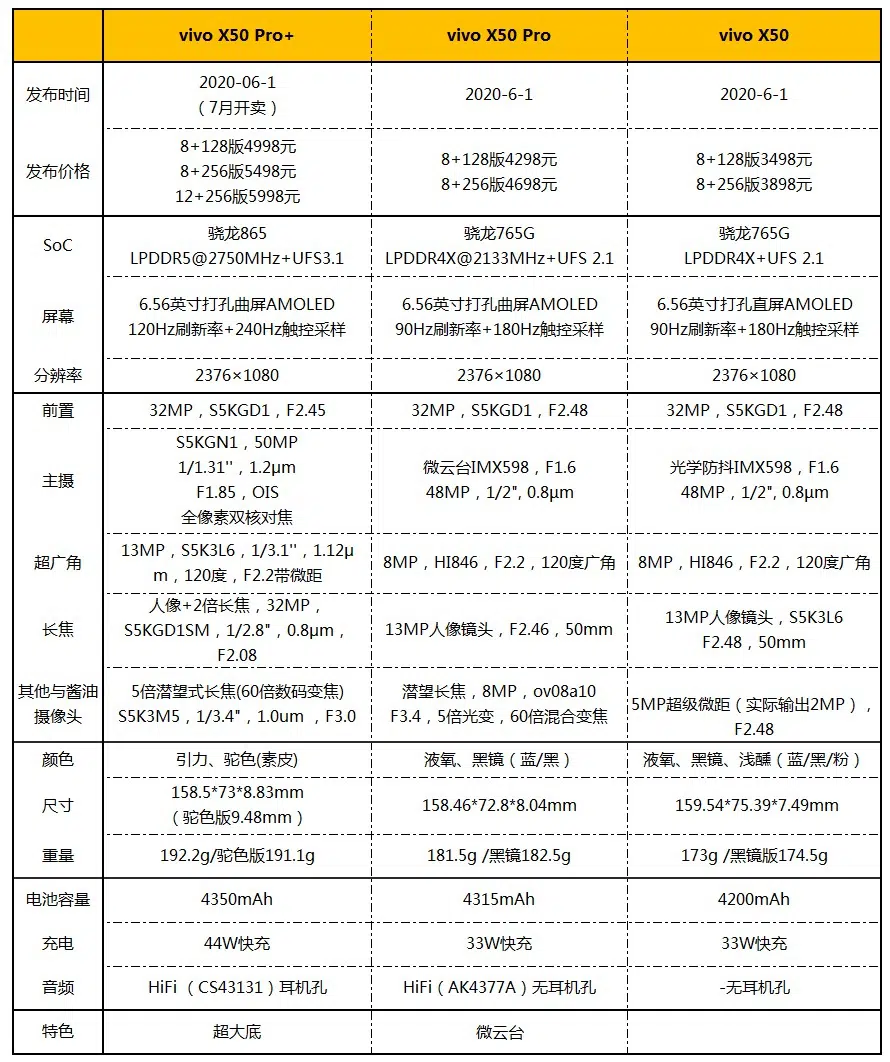 vivo X50 Pro+ vivo X50 Pro vivo X50
发布时间 2020-06-1
（7月开卖） 2020-6-1 2020-6-1
发布价格 8+128版4998元
8+256版5498元
12+256版5998元 8+128版4298元
8+256版4698元 8+128版3498元
8+256版3898元
SoC 骁龙865
LPDDR5@2750MHz+UFS3.1 骁龙765G
LPDDR4X@2133MHz+UFS 2.1 骁龙765G
LPDDR4X+UFS 2.1
屏幕 6.56英寸打孔曲屏AMOLED
120Hz刷新率+240Hz触控采样 6.56英寸打孔曲屏AMOLED
90Hz刷新率+180Hz触控采样 6.56英寸打孔直屏AMOLED
90Hz刷新率+180Hz触控采样
分辨率 2376×1080 2376×1080 2376×1080
前置 32MP，S5KGD1，F2.45 32MP，S5KGD1，F2.48 32MP，S5KGD1，F2.48
主摄 S5KGN1，50MP
1/1.31''，1.2μm
F1.85，OIS
全像素双核对焦 微云台IMX598，F1.6
48MP，1/2", 0.8μm 光学防抖IMX598，F1.6
48MP，1/2", 0.8μm
超广角 13MP，S5K3L6，1/3.1''，1.12μ
m，120度，F2.2带微距 8MP，HI846，F2.2，120度广角 8MP，HI846，F2.2，120度广角
长焦 人像+2倍长焦，32MP，
S5KGD1SM，1/2.8"，0.8μm，
F2.08 13MP人像镜头，F2.46，50mm 13MP人像镜头，S5K3L6
F2.48，50mm
其他与酱油
摄像头 5倍潜望式长焦(60倍数码变焦)
S5K3M5，1/3.4"，1.0um ，F3.0 潜望长焦，8MP，ov08a10
F3.4，5倍光变，60倍混合变焦 5MP超级微距（实际输出2MP），
F2.48
颜色 引力、驼色(素皮) 液氧、黑镜（蓝/黑） 液氧、黑镜、浅醺（蓝/黑/粉）
尺寸 158.5*73*8.83mm
（驼色版9.48mm） 158.46*72.8*8.04mm 159.54*75.39*7.49mm
重量 192.2g/驼色版191.1g 181.5g /黑镜182.5g 173g /黑镜版174.5g
电池容量 4350mAh 4315mAh 4200mAh
充电 44W快充 33W快充 33W快充
音频 HiFi （CS43131）耳机孔 HiFi（AK4377A）无耳机孔 -无耳机孔
特色 超大底 微云台